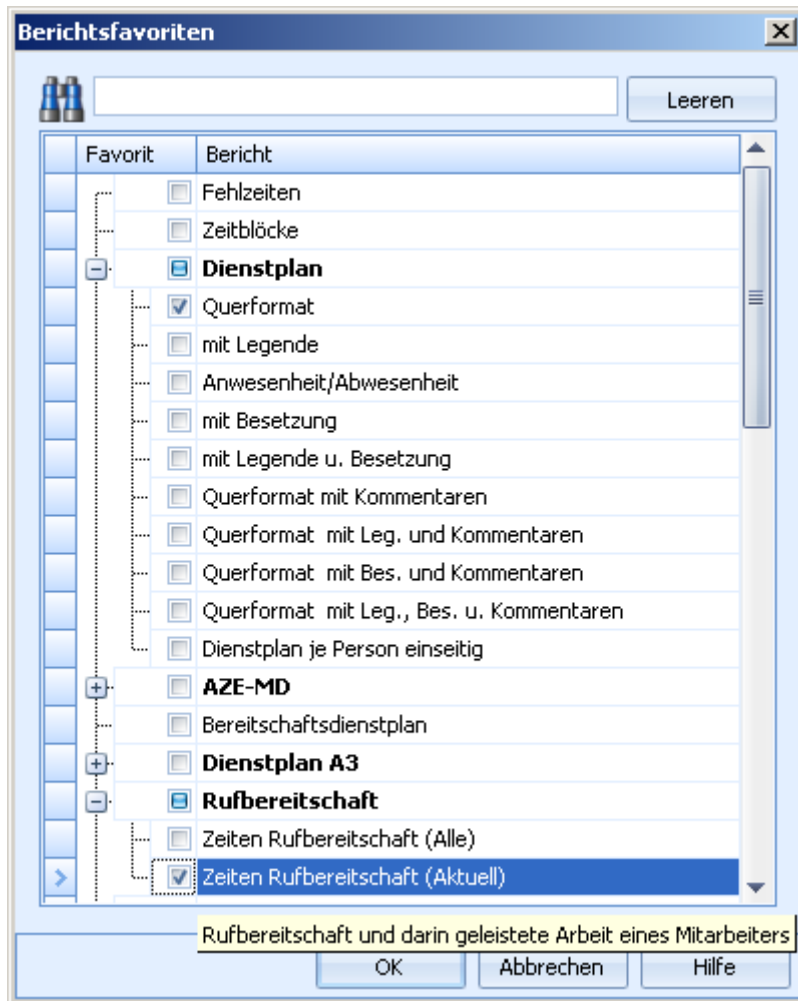 Berichtsfavoriten
Leeren
Favorit Bericht
Fehlzeiten
Zeitblöcke
Dienstplan
Querformat
mit Legende
Anwesenheit/Abwesenheit
mit Besetzung
mit Legende u. Besetzung
Querformat mit Kommentaren
Querformat  mit Leg. und Kommentaren
Querformat  mit Bes. und Kommentaren
Querformat  mit Leg., Bes. u. Kommentaren
Dienstplan je Person einseitig
AZE-MD
Bereitschaftsdienstplan
Dienstplan A3
Rufbereitschaft
Zeiten Rufbereitschaft (Alle)
Zeiten Rufbereitschaft (Aktuell)
Rufbereitschaft und darin geleistete Arbeit eines Mitarbeiters
OK Abbrechen Hilfe